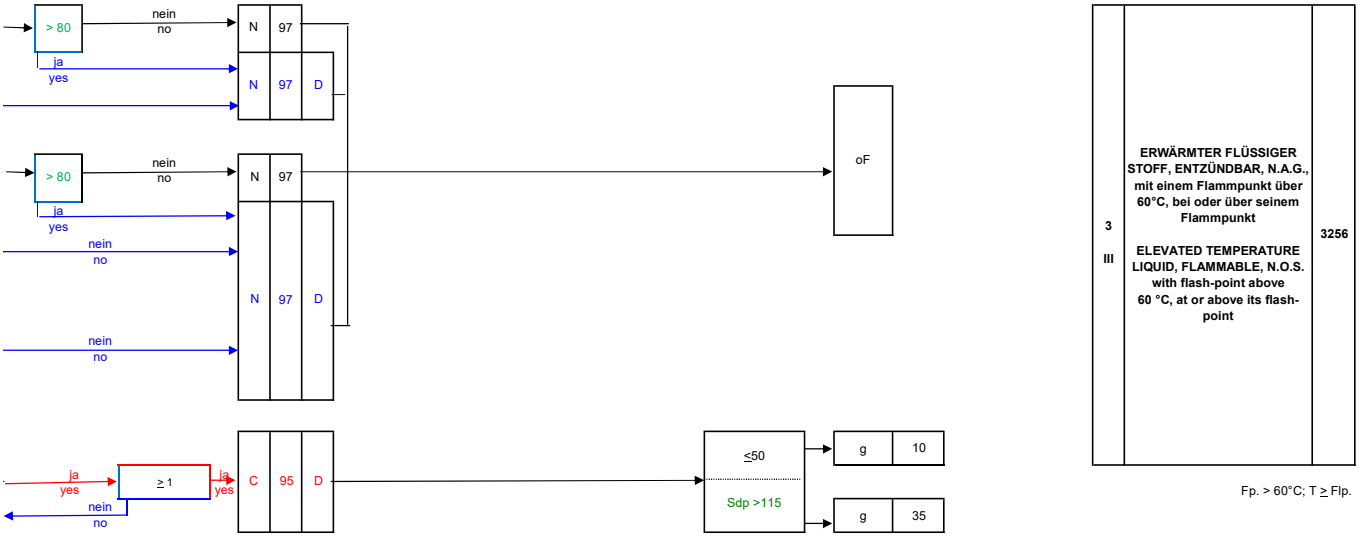 nein
> 80
no
N 97
ja
yes
N 97 D
nein
> 80
no
N 97
oF
ja
yes
nein
no
N 97 D
nein
no
ja
yes
≥ 1
ja
yes
C 95 D
nein
no
≤50
Sdp >115
g 10
g 35
3
III
ERWÄRMTER FLÜSSIGER
STOFF, ENTZÜNDBAR, N.A.G.,
mit einem Flammpunkt über
60°C, bei oder über seinem
Flammpunkt
ELEVATED TEMPERATURE
LIQUID, FLAMMABLE, N.O.S.
with flash-point above
60 °C, at or above its flash-
point
3256
Fp. > 60°C; T ≥ Flp.